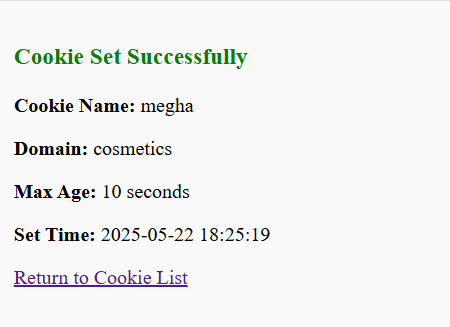 Cookie Set Successfully
Cookie Name: megha
Domain: cosmetics
Max Age: 10 seconds
Set Time: 2025-05-22 18:25:19
Return to Cookie List